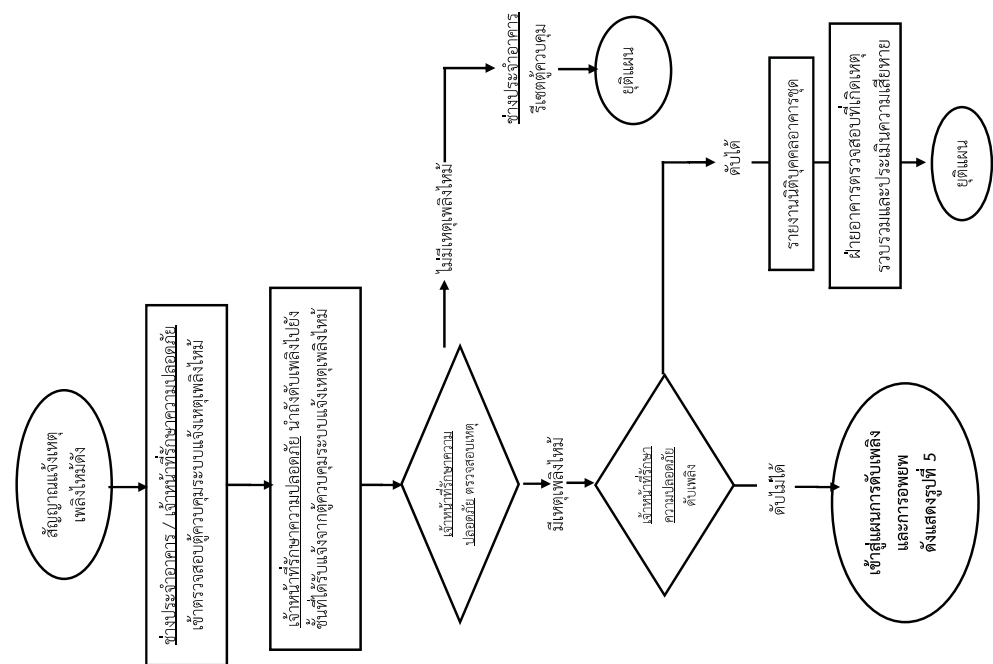 สัญญาณแจ้งเหตุ
เพลิงไหม้ดัง
ช่างประจำอาคาร / เจ้าหน้าที่รักษาความปลอดภัย
เข้าตรวจสอบตู้ควบคุมระบบแจ้งเหตุเพลิงไหม้
เจ้าหน้าที่รักษาความปลอดภัย นำถังดับเพลิงไปยัง
ชั้นที่ได้รับแจ้งจากตู้ควบคุมระบบแจ้งเหตุเพลิงไหม้
เจ้าหน้าที่รักษาความ
ปลอดภัย ตรวจสอบเหตุ
ไม่มีเหตุเพลิงไหม้
ช่างประจำอาคาร
รีเซตตู้ควบคุม
ยุติแผน
มีเหตุเพลิงไหม้
เจ้าหน้าที่รักษา
ความปลอดภัย
ดับเพลิง
ดับได้
รายงานนิติบุคคลอาคารชุด
ฝ่ายอาคารตรวจสอบที่เกิดเหตุ
รวบรวมและประเมินความเสียหาย
ยุติแผน
ดับไม่ได้
เข้าสู่แผนการดับเพลิง
และการอพยพ
ดังแสดงรูปที่ 5